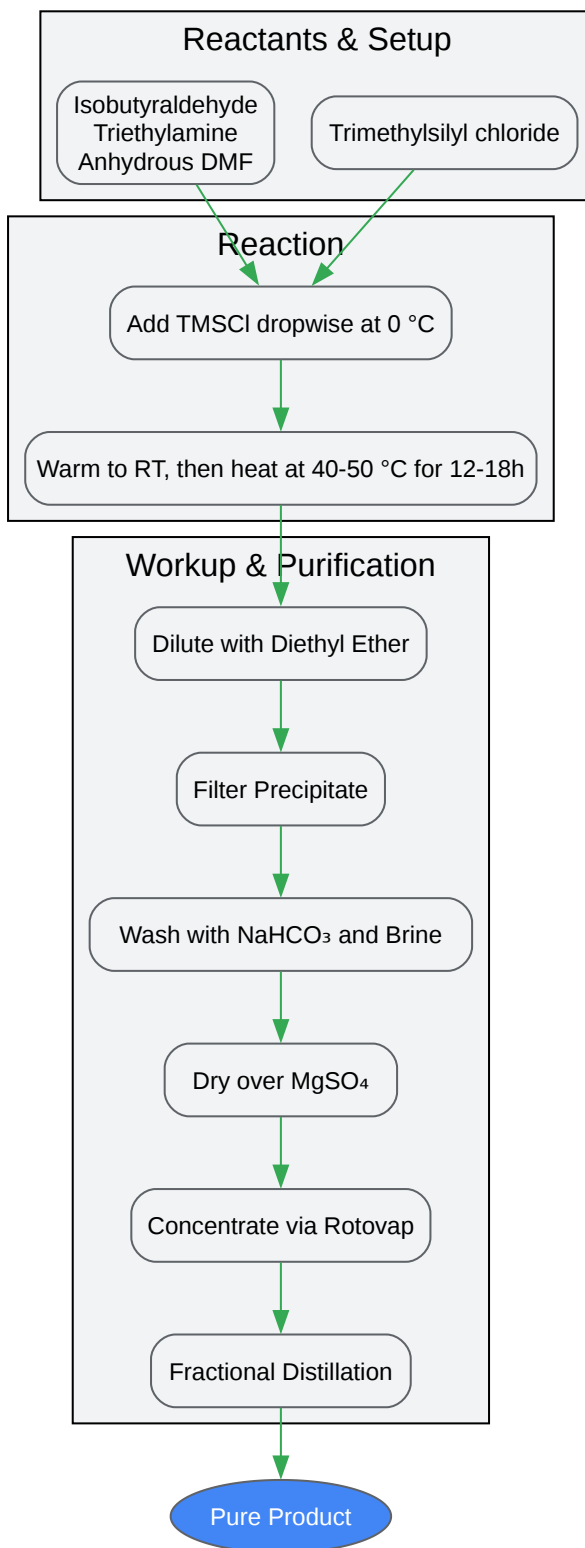 Reactants & Setup
Isobutyraldehyde
Triethylamine
Anhydrous DMF
Trimethylsilyl chloride
Reaction
Add TMSCl dropwise at 0 °C
Warm to RT, then heat at 40-50 °C for 12-18h
Workup & Purification
Dilute with Diethyl Ether
Filter Precipitate
Wash with NaHCO₃ and Brine
Dry over MgSO₄
Concentrate via Rotovap
Fractional Distillation
Pure Product